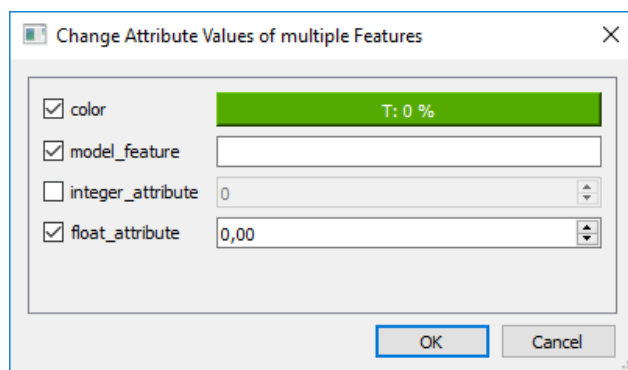 Change Attribute Values of multiple Features
color T: 0 %
model_feature
integer_attribute 0
float_attribute 0,00
OK Cancel